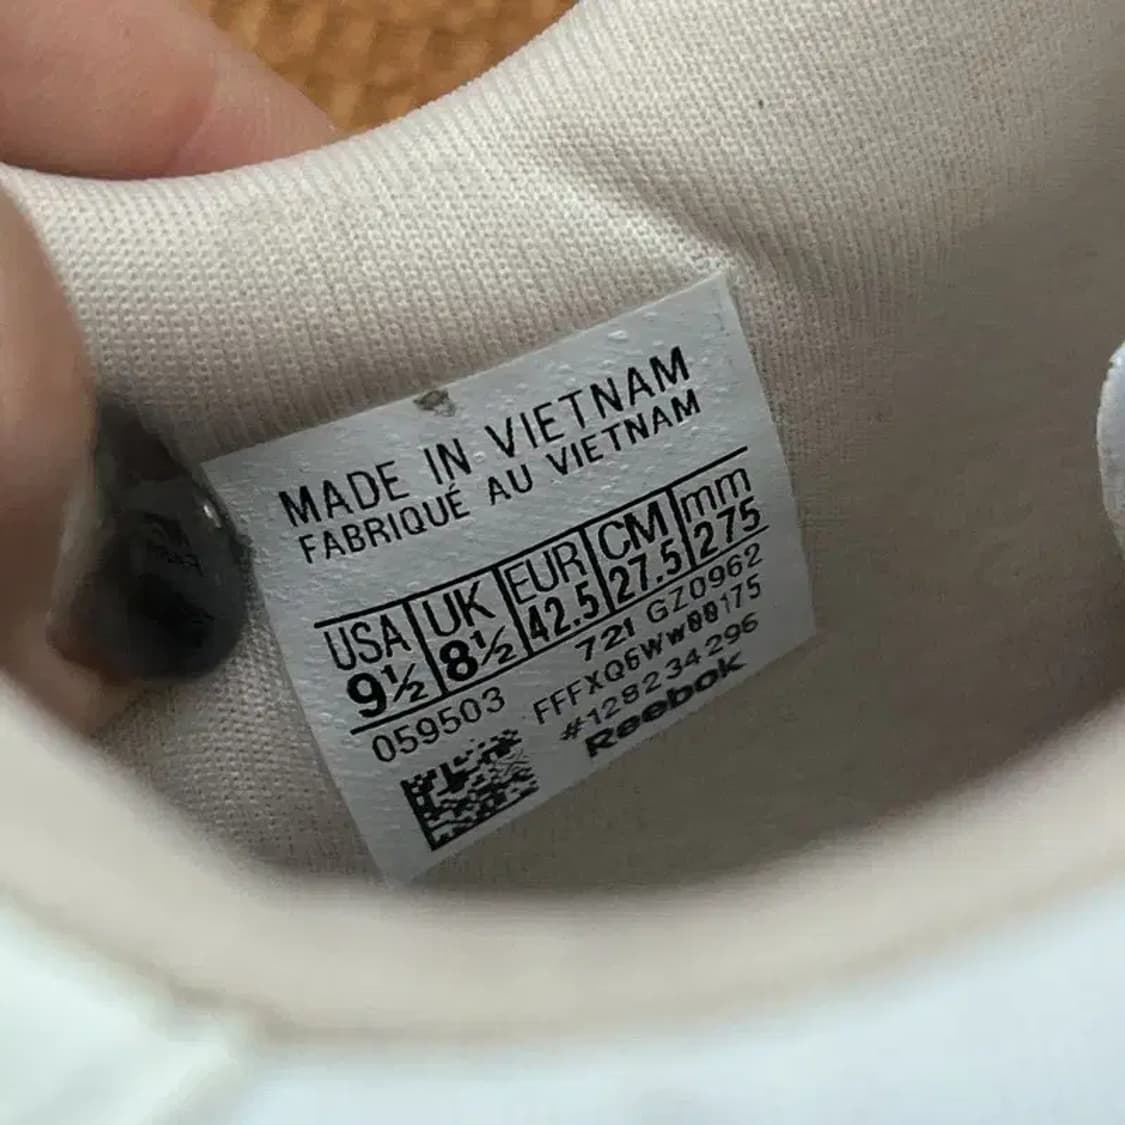 MADE IN VIETNAM
FABRIQUÉ AU VIETNAM
USA UK EUR CM mm
9½ 8½ 42.5 27.5 275
059503 721 GZ0962
FFFXQ6WW00175
#128234296
Reebok